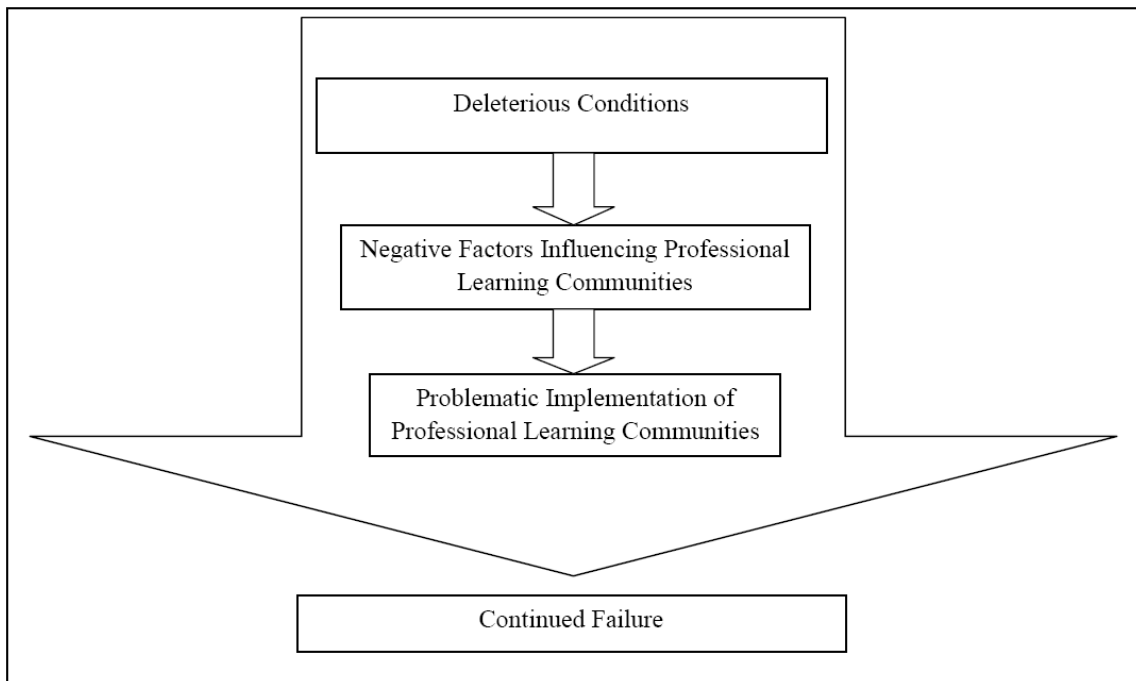 Deleterious Conditions
Negative Factors Influencing Professional
Learning Communities
Problematic Implementation of
Professional Learning Communities
Continued Failure